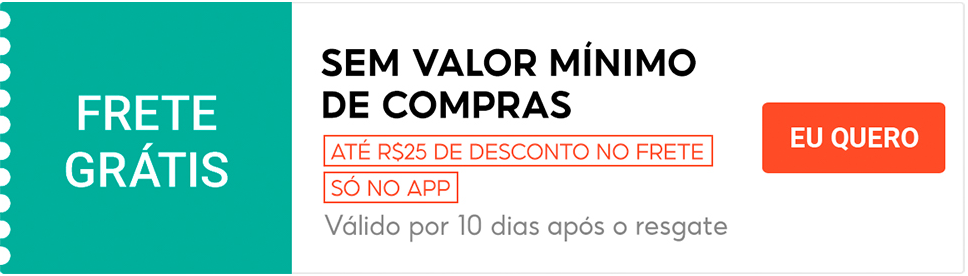 FRETE
GRÁTIS
SEM VALOR MÍNIMO
DE COMPRAS
ATÉ R$25 DE DESCONTO NO FRETE
SÓ NO APP
Válido por 10 dias após o resgate
EU QUERO